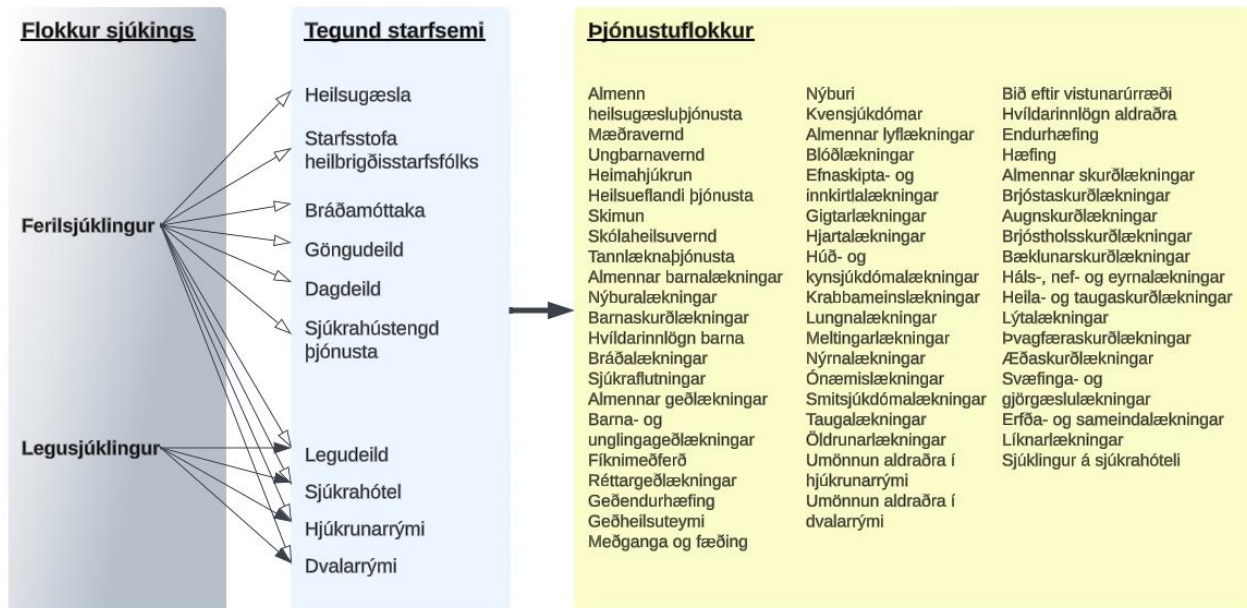 Flokkur sjúkings
Ferilsjúklingur
Legusjúklingur
Tegund starfsemi
Heilsugæsla
Starfsstofa
heilbrigðisstarfsfólks
Bráðamóttaka
Göngudeild
Dagdeild
Sjúkrahústengd
þjónusta
Legudeild
Sjúkrahótel
Hjúkrunarrými
Dvalarrými
Þjónustuflokkur
Almenn
heilsugæsluþjónusta
Mæðravernd
Ungbarnavernd
Heimahjúkrun
Heilsueflandi þjónusta
Skimun
Skólaheilsuvernd
Tannlæknaþjónusta
Almennar barnalækningar
Nýburalækningar
Barnaskurðlækningar
Hvíldarinnlögn barna
Bráðalækningar
Sjúkraflutningar
Almennar geðlækningar
Barna- og
unglingageðlækningar
Fíknimeðferð
Réttargeðlækningar
Geðendurhæfing
Geðheilsuteymi
Meðganga og fæðing
Nýburi
Kvensjúkdómar
Almennar lyflækningar
Blóðlækningar
Efnaskipta- og
innkirtlalækningar
Gigtarlækningar
Hjartalækningar
Húð- og
kynsjúkdómalækningar
Krabbameinslækningar
Lungnalækningar
Meltingarlækningar
Nýrnalækningar
Ónæmislækningar
Smitsjúkdómalækningar
Taugalækningar
Öldrunarlækningar
Umönnun aldraðra í
hjúkrunarrými
Umönnun aldraðra í
dvalarrými
Bið eftir vistunarúrræði
Hvíldarinnlögn aldraðra
Endurhæfing
Hæfing
Almennar skurðlækningar
Brjóstaskurðlækningar
Augnskurðlækningar
Brjóstholsskurðlækningar
Bæklunarskurðlækningar
Háls-, nef- og eyrnalækningar
Heila- og taugaskurðlækningar
Lýtalækningar
Þvagfæraskurðlækningar
Æðaskurðlækningar
Svæfinga- og
gjörgæslulækningar
Erfða- og sameindalækningar
Líknarlækningar
Sjúklingur á sjúkrahóteli